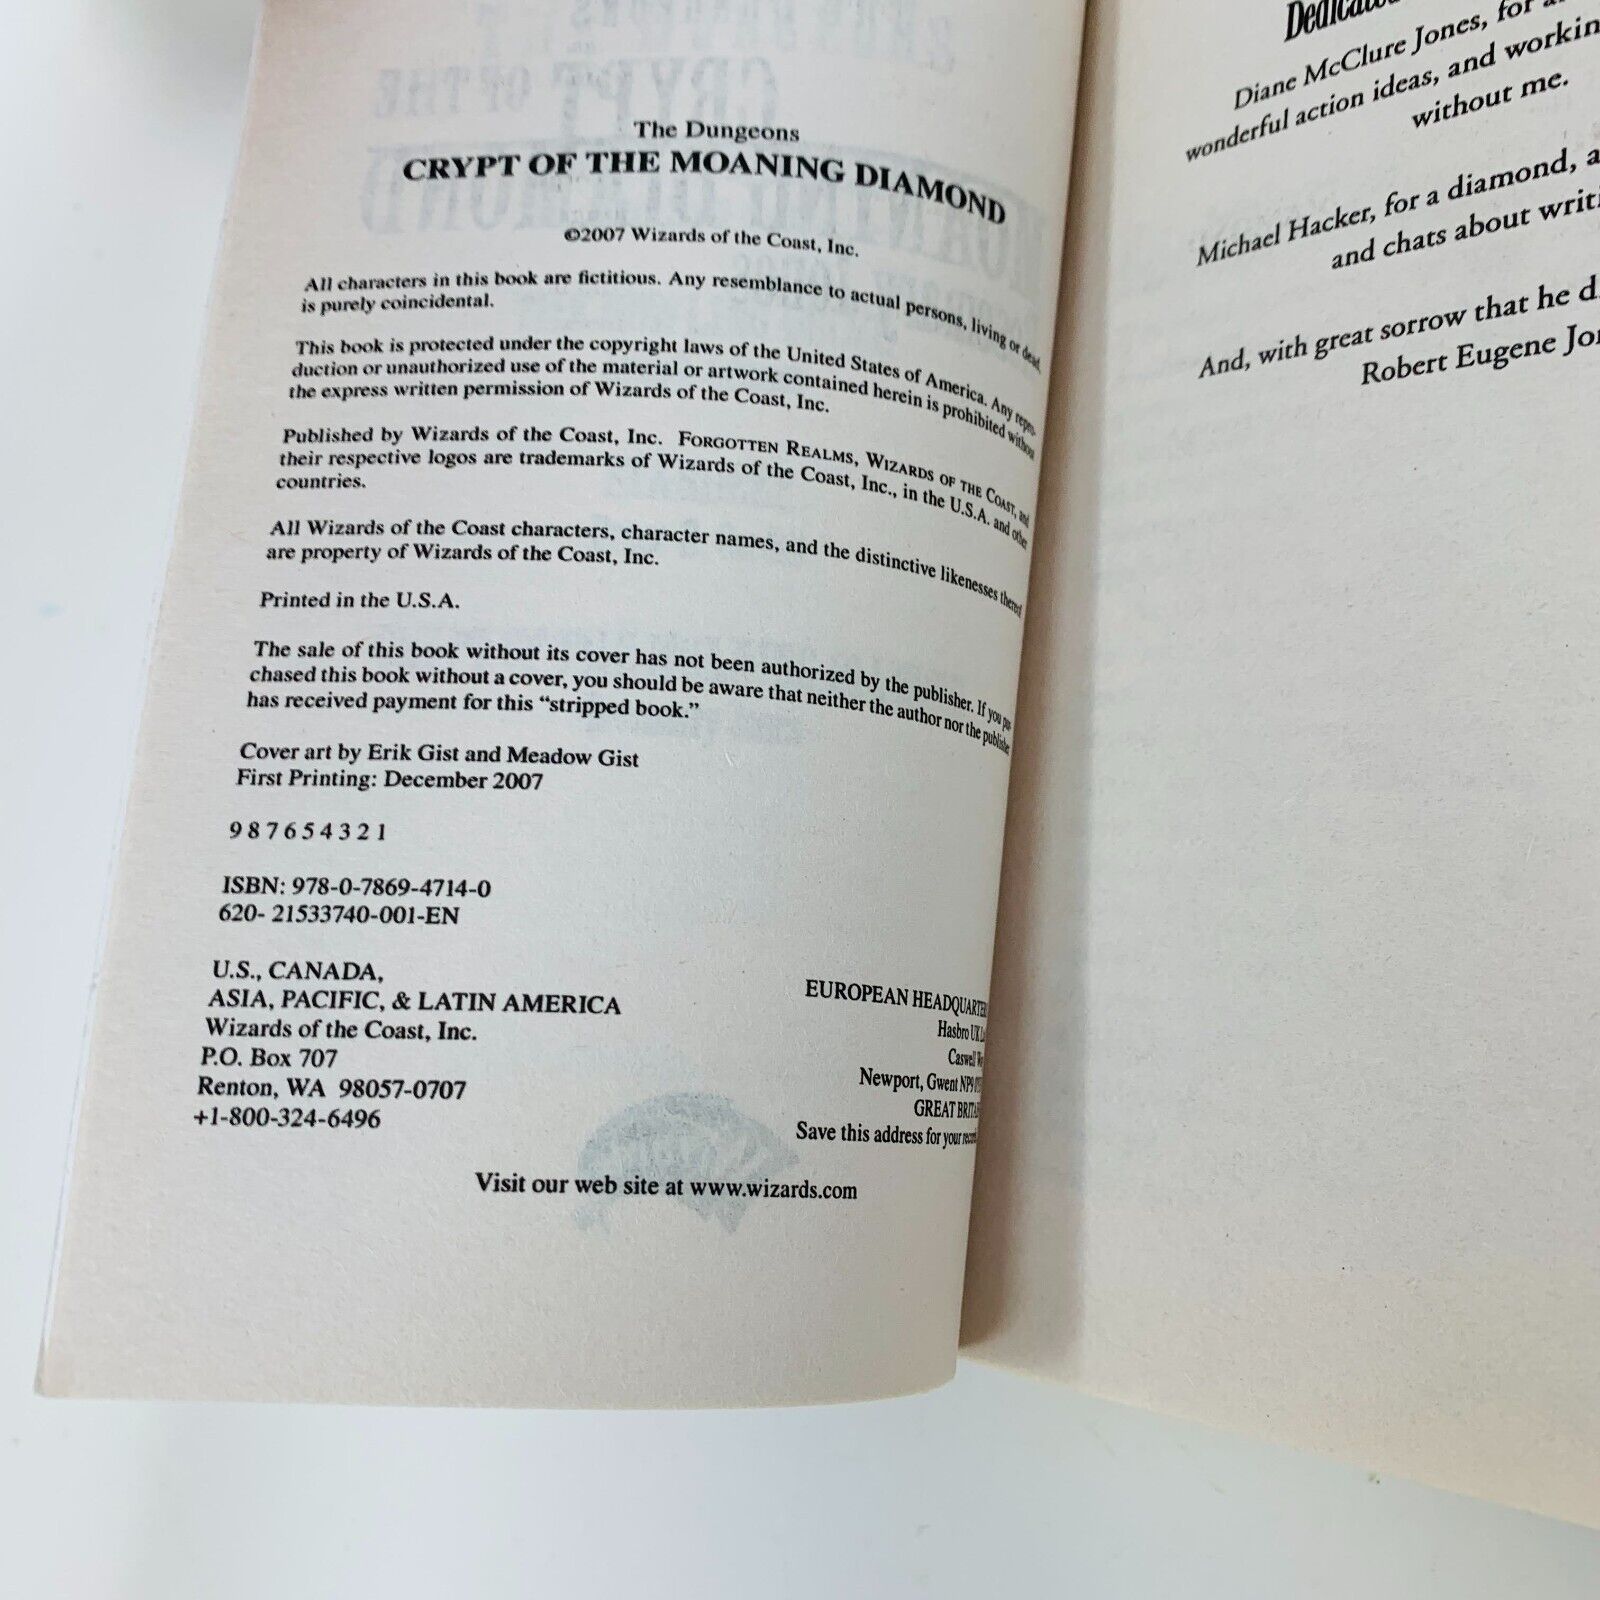 The Dungeons
CRYPT OF THE MOANING DIAMOND
©2007 Wizards of the Coast, Inc.
All characters in this book are fictitious. Any resemblance to actual persons, living or dead,
is purely coincidental.
This book is protected under the copyright laws of the United States of America. Any repro-
duction or unauthorized use of the material or artwork contained herein is prohibited without
the express written permission of Wizards of the Coast, Inc.
Published by Wizards of the Coast, Inc. FORGOTTEN REALMS, WIZARDS OF THE COAST, and
their respective logos are trademarks of Wizards of the Coast, Inc., in the U.S.A. and other
countries.
All Wizards of the Coast characters, character names, and the distinctive likenesses thereof
are property of Wizards of the Coast, Inc.
Printed in the U.S.A.
The sale of this book without its cover has not been authorized by the publisher. If you pur-
chased this book without a cover, you should be aware that neither the author nor the publisher
has received payment for this “stripped book.”
Cover art by Erik Gist and Meadow Gist
First Printing: December 2007
9 8 7 6 5 4 3 2 1
ISBN: 978-0-7869-4714-0
620- 21533740-001-EN
U.S., CANADA,
ASIA, PACIFIC, & LATIN AMERICA
Wizards of the Coast, Inc.
P.O. Box 707
Renton, WA 98057-0707
+1-800-324-6496
EUROPEAN HEADQUARTER
Hasbro UK
Caswell
Newport, Gwent NP9
GREAT BRITA
Save this address for your
Visit our web site at www.wizards.com
Dedicated
Diane McClure Jones, for
wonderful action ideas, and workin
without me.
Michael Hacker, for a diamond, a
and chats about writi
And, with great sorrow that he d
Robert Eugene Jon